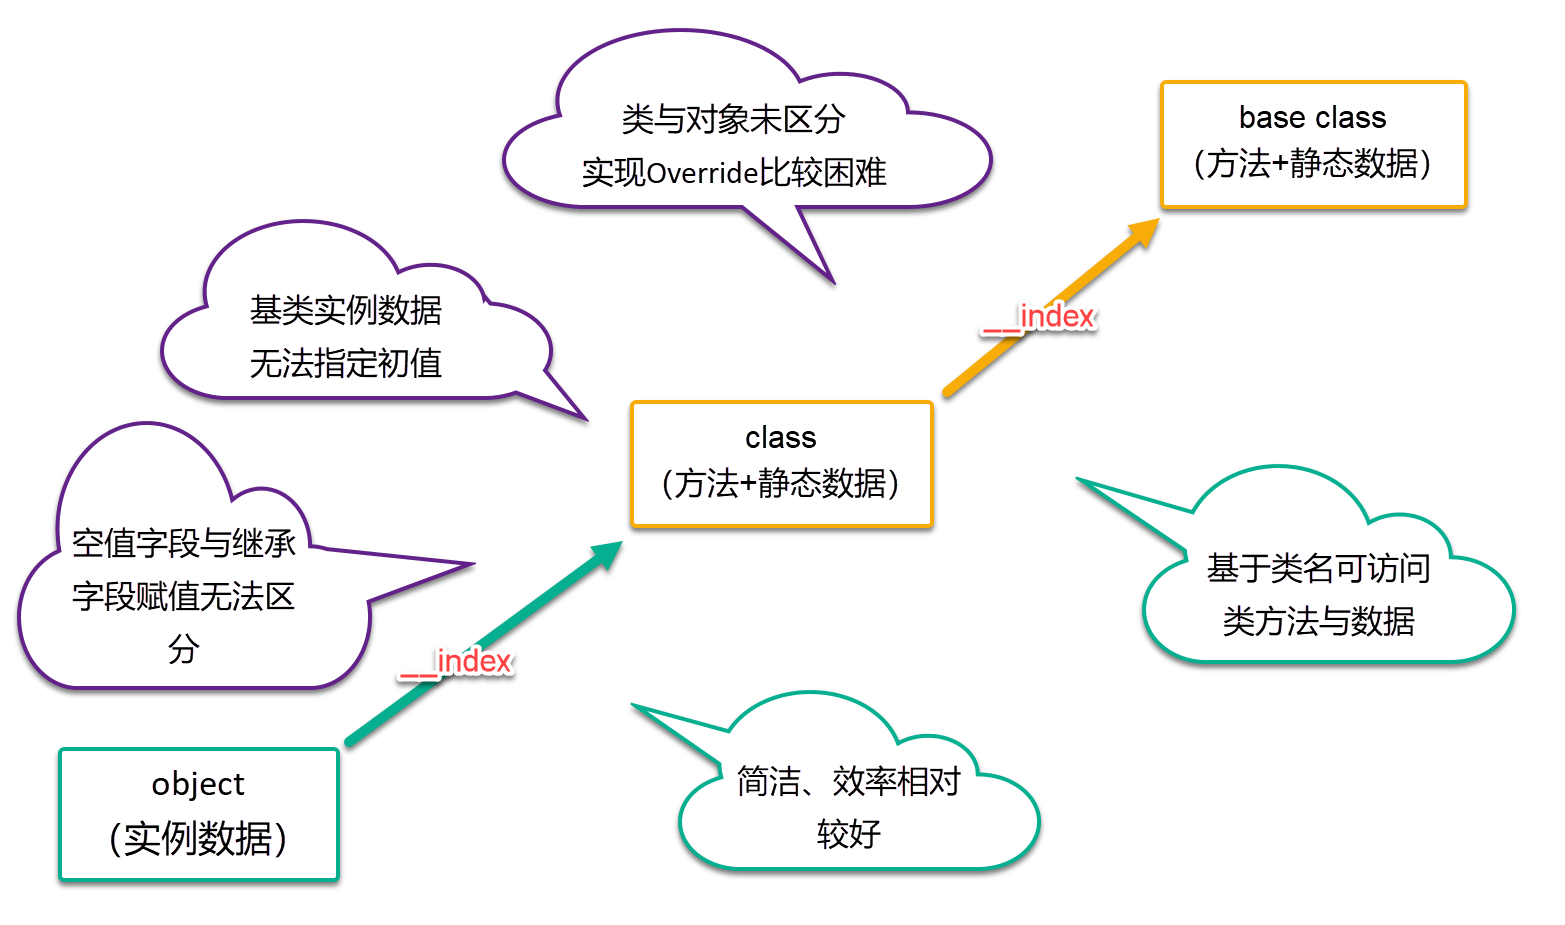 类与对象未区分
实现Override比较困难
base class
（方法+静态数据）
基类实例数据
无法指定初值
__index
class
（方法+静态数据）
空值字段与继承
字段赋值无法区
分
基于类名可访问
类方法与数据
__index
object
（实例数据）
简洁、效率相对
较好